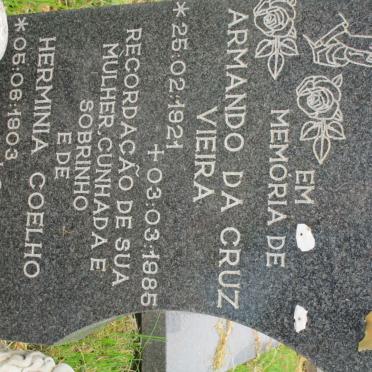 EM
MEMÓRIA DE
ARMANDO DA CRUZ
VIEIRA
*25.02.1921
+03:03:1985
RECORDAÇÃO DE SUA
MULHER, CUNHADA E
SOBRINHO
E DE
HERMINIA COELHO
*05:08:1903